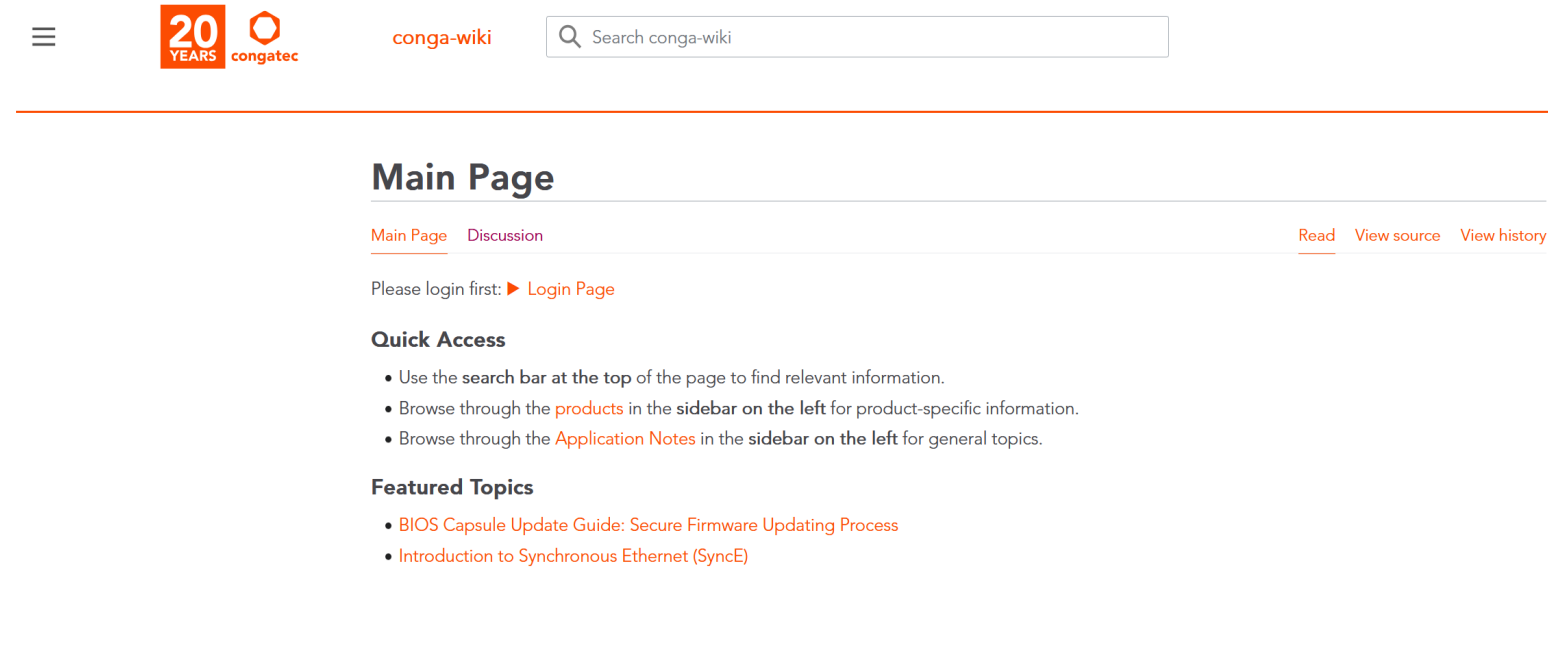 20
YEARS
congatec
conga-wiki
Search conga-wiki
Main Page
Main Page Discussion Read View source View history
Please login first: Login Page
Quick Access
Use the search bar at the top of the page to find relevant information.
Browse through the products in the sidebar on the left for product-specific information.
Browse through the Application Notes in the sidebar on the left for general topics.
Featured Topics
BIOS Capsule Update Guide: Secure Firmware Updating Process
Introduction to Synchronous Ethernet (SyncE)